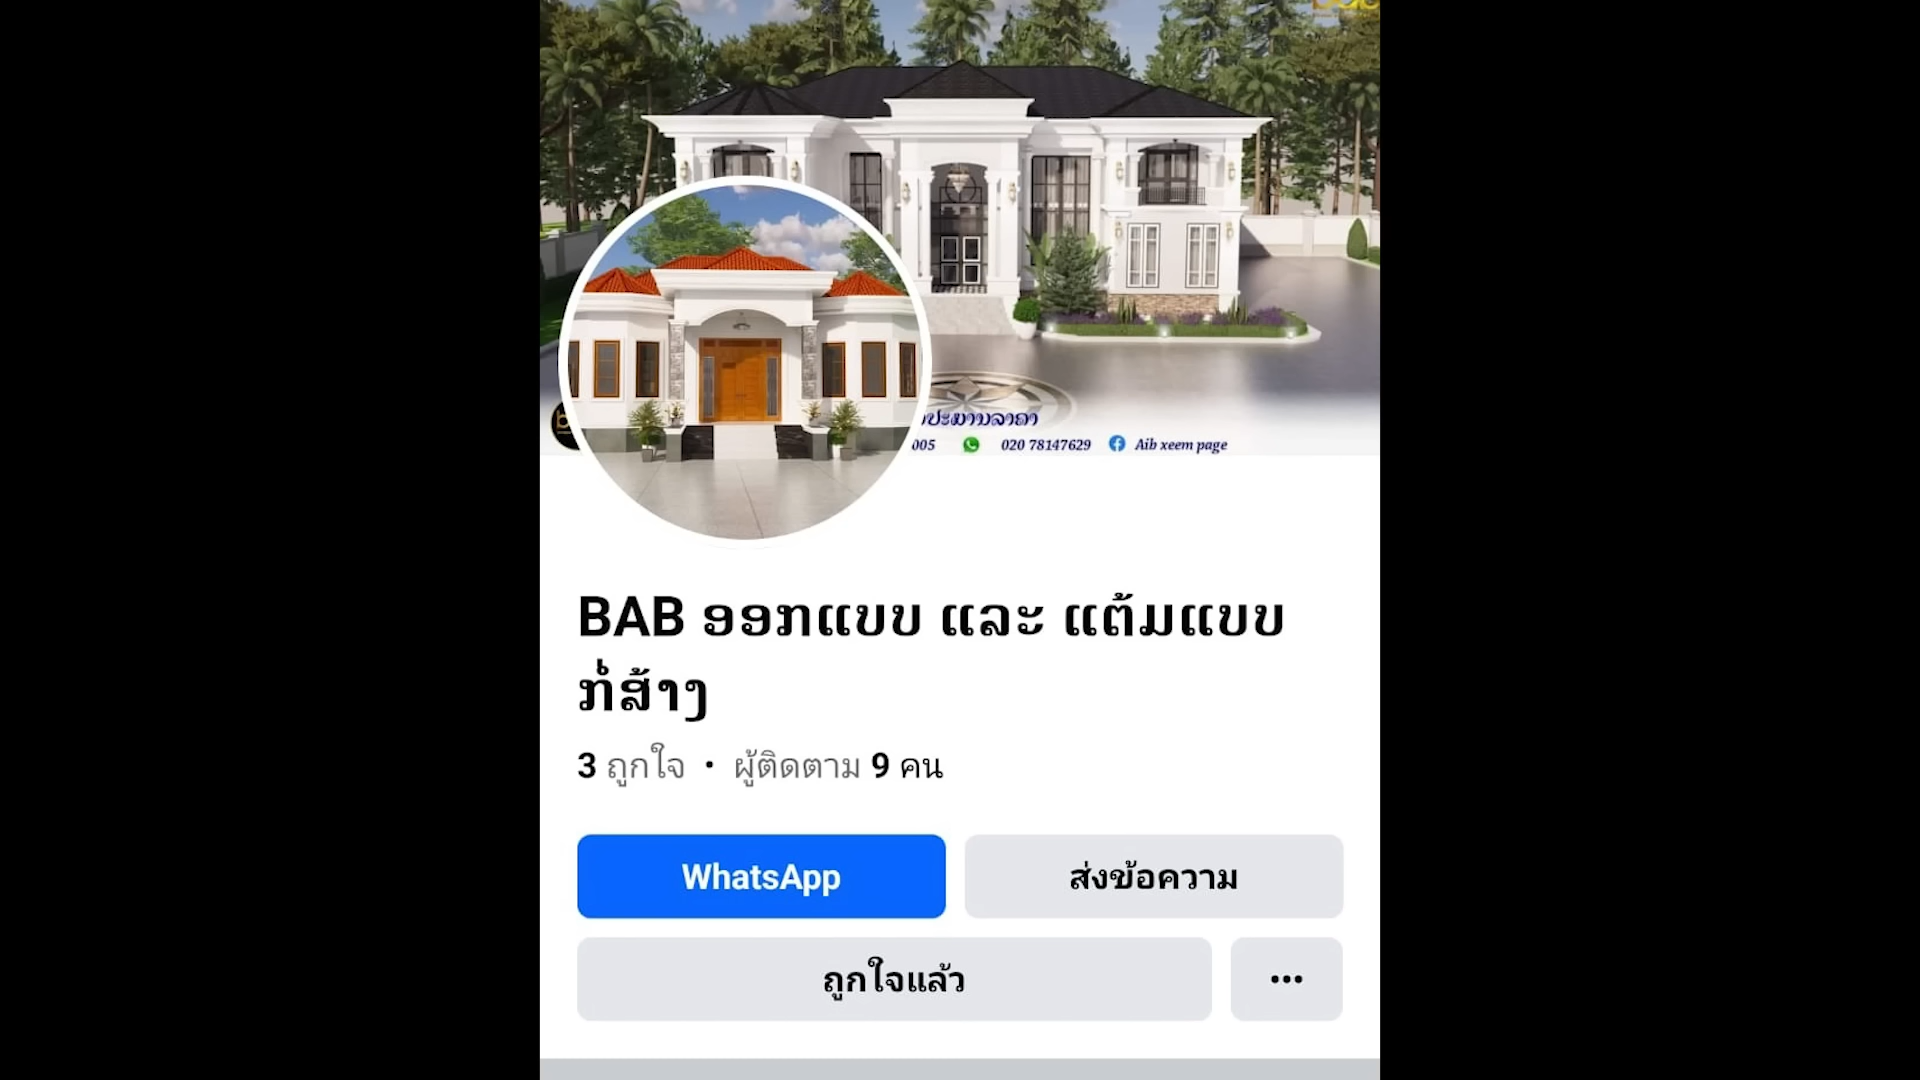 ປະມານລາຄາ
005 020 78147629 Aib xeem page
BAB ອອກແບບ ແລະ ແຕ້ມແບບ
ກໍ່ສ້າງ
3 ถูกใจ · ผู้ติดตาม 9 คน
WhatsApp
ส่งข้อความ
ถูกใจแล้ว